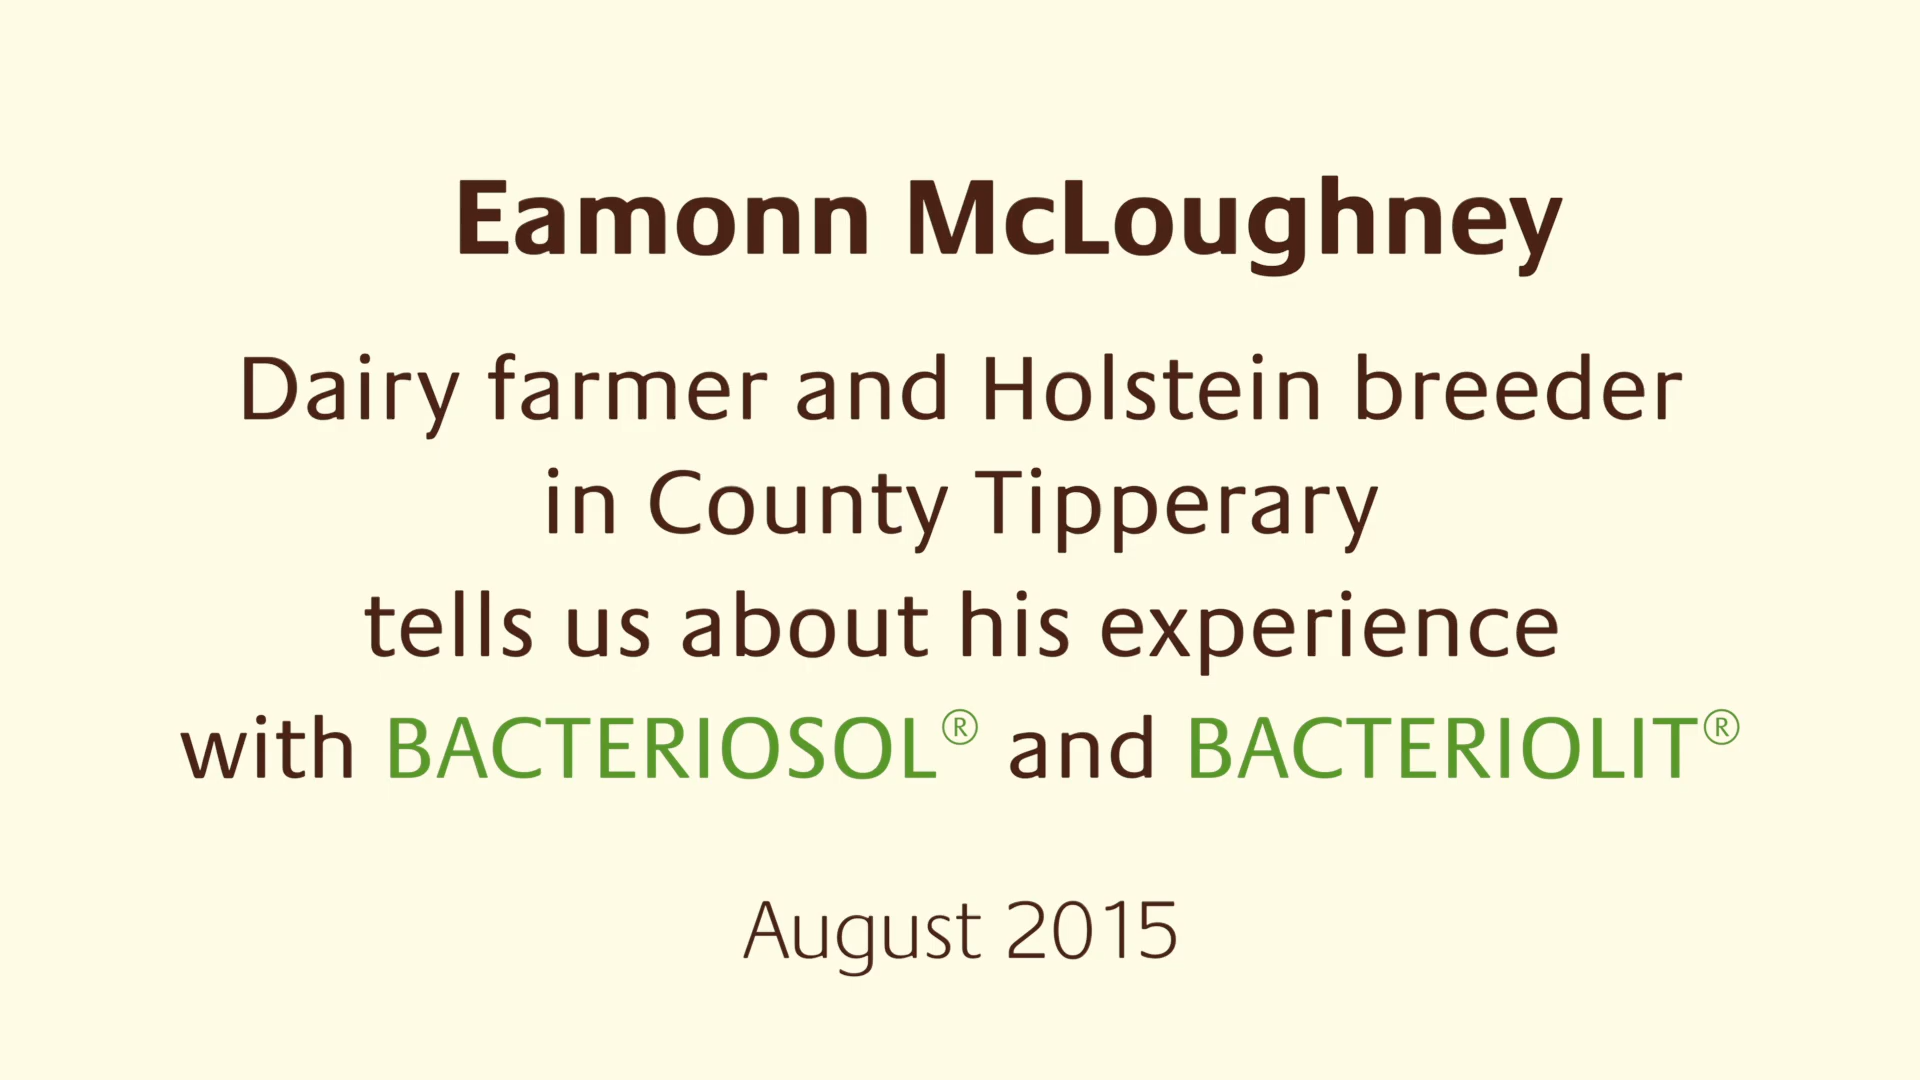 Eamonn McLoughney
Dairy farmer and Holstein breeder
in County Tipperary
tells us about his experience
with BACTERIOSOL® and BACTERIOLIT®
August 2015